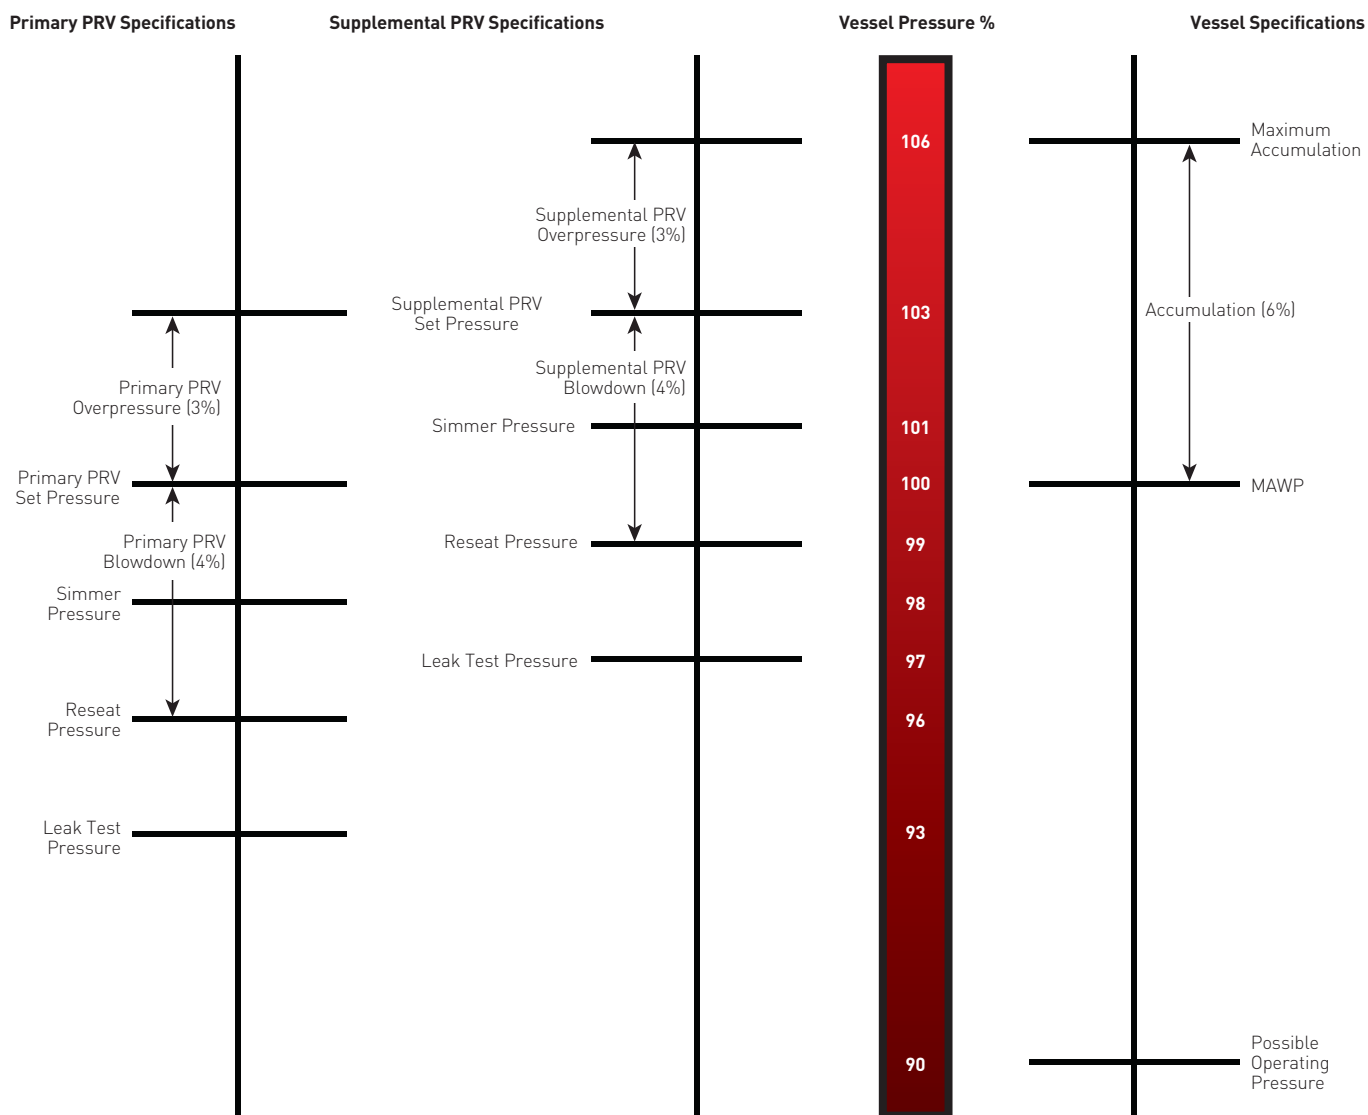 Primary PRV Specifications
Supplemental PRV Specifications
Vessel Pressure %
Vessel Specifications
Primary PRV
Overpressure (3%)
Primary PRV
Set Pressure
Primary PRV
Blowdown (4%)
Simmer
Pressure
Reseat
Pressure
Leak Test
Pressure
Supplemental PRV
Overpressure (3%)
Supplemental PRV
Set Pressure
Supplemental PRV
Blowdown (4%)
Simmer Pressure
Reseat Pressure
Leak Test Pressure
106
103
101
100
99
98
97
96
93
90
Maximum
Accumulation
Accumulation (6%)
MAWP
Possible
Operating
Pressure